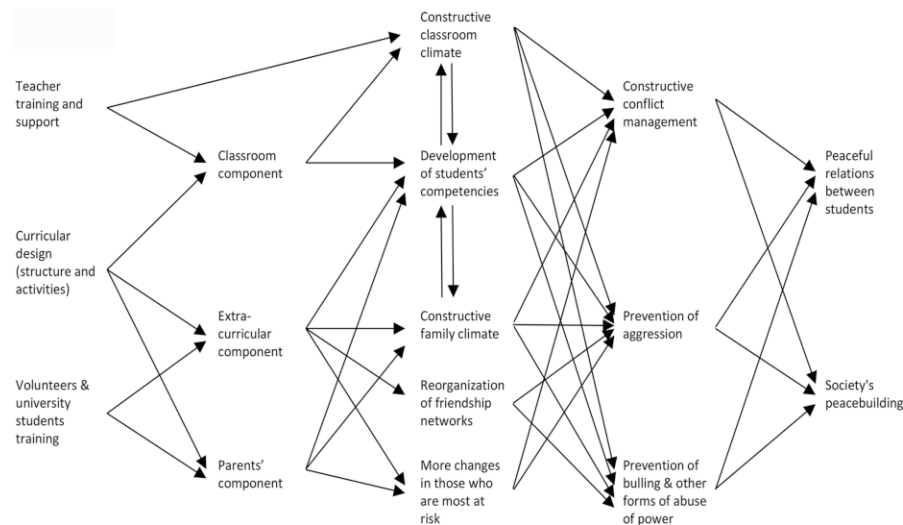 Constructive
classroom
climate
Teacher
training and
support
Classroom
component
Curricular
design
(structure and
activities)
Extra-
curricular
component
Volunteers &
university
students
training
Parents'
component
Development
of students'
competencies
Constructive
family climate
Reorganization
of friendship
networks
More changes
in those who
are most at
risk
Constructive
conflict
management
Prevention of
aggression
Prevention of
bulling & other
forms of abuse
of power
Peaceful
relations
between
students
Society's
peacebuilding